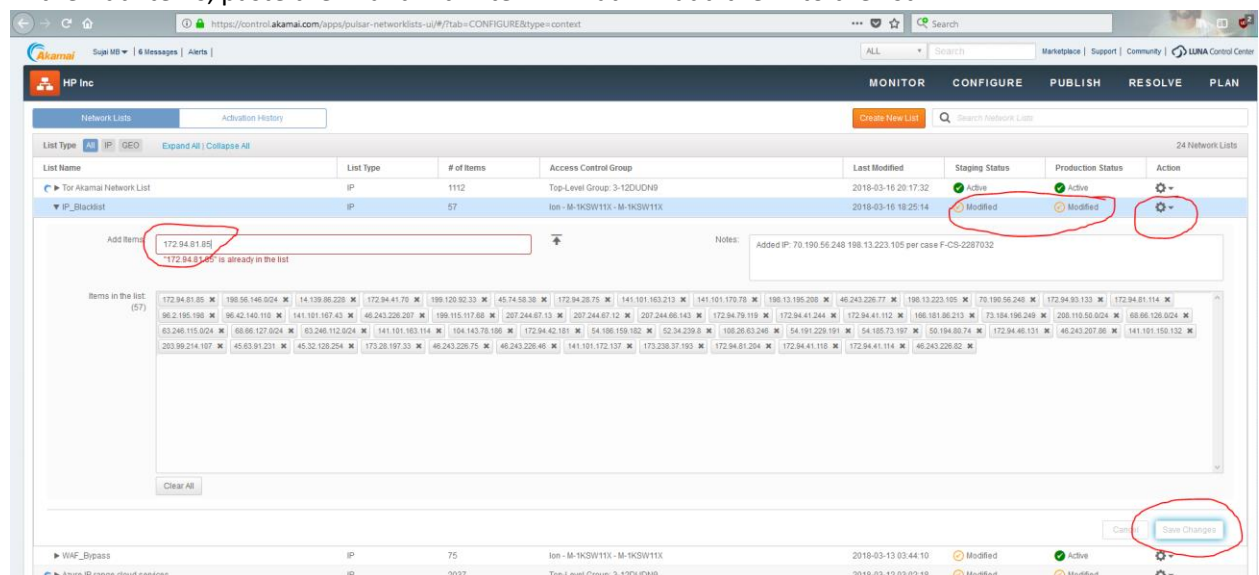 https://control.akamai.com/apps/pulsar-networklists-ui/#/?tab=CONFIGURE&type=context
Search
Akamai Sujai MB 6 Messages | Alerts |
ALL Search Marketplace | Support | Community | LUNA Control Center
HP Inc MONITOR CONFIGURE PUBLISH RESOLVE PLAN
Network Lists Activation History Create New List Search Network Lists
List Type All IP GEO Expand All | Collapse All 24 Network Lists
List Name List Type # of Items Access Control Group Last Modified Staging Status Production Status Action
Tor Akamai Network List IP 1112 Top-Level Group: 3-12DUDN9 2018-03-16 20:17:32 Active Active
IP_Blacklist IP 57 Ion - M-1KSW11X - M-1KSW11X 2018-03-16 18:25:14 Modified Modified
Add Items: 172.94.81.85 Notes: Added IP: 70.190.56.248 198.13.223.105 per case F-CS-2287032
"172.94.81.85" is already in the list
Items in the list: (57)
172.94.81.85 198.56.146.0/24 14.139.86.228 172.94.41.70 199.120.92.33 45.74.58.38 172.94.28.75 141.101.163.213 141.101.170.78 198.13.195.208 46.243.226.77 198.13.223.105 70.190.56.248 172.94.93.133 172.94.81.114
96.2.195.198 96.42.140.118 141.101.167.43 46.243.226.207 199.115.117.68 207.244.67.13 207.244.67.12 207.244.66.143 172.94.79.119 172.94.41.244 172.94.41.112 166.181.86.213 73.184.196.249 208.110.50.0/24 68.66.126.0/24
63.246.115.0/24 68.66.127.0/24 63.246.112.0/24 141.101.163.114 104.143.78.186 172.94.42.181 54.186.159.182 52.34.239.8 108.26.63.246 54.191.229.191 54.185.73.197 50.194.80.74 172.94.46.131 46.243.207.86 141.101.150.132
203.99.214.107 45.63.91.231 45.32.128.254 173.28.197.33 46.243.226.75 46.243.226.46 141.101.172.137 173.238.37.193 172.94.81.204 172.94.41.118 172.94.41.114 46.243.226.82
Clear All
Cancel Save Changes
WAF_Bypass IP 75 Ion - M-1KSW11X - M-1KSW11X 2018-03-13 03:44:10 Modified Active